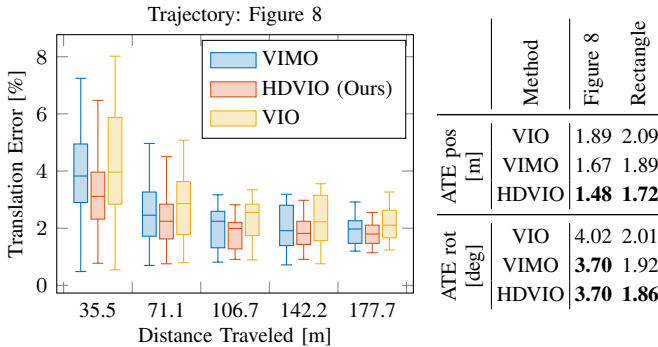 Trajectory: Figure 8
Translation Error [%]
8
6
4
2
0
VIMO
HDVIO (Ours)
VIO
35.5 71.1 106.7 142.2 177.7
Distance Traveled [m]
Method Figure 8 Rectangle
ATE pos [m]
VIO 1.89 2.09
VIMO 1.67 1.89
HDVIO 1.48 1.72
ATE rot [deg]
VIO 4.02 2.01
VIMO 3.70 1.92
HDVIO 3.70 1.86